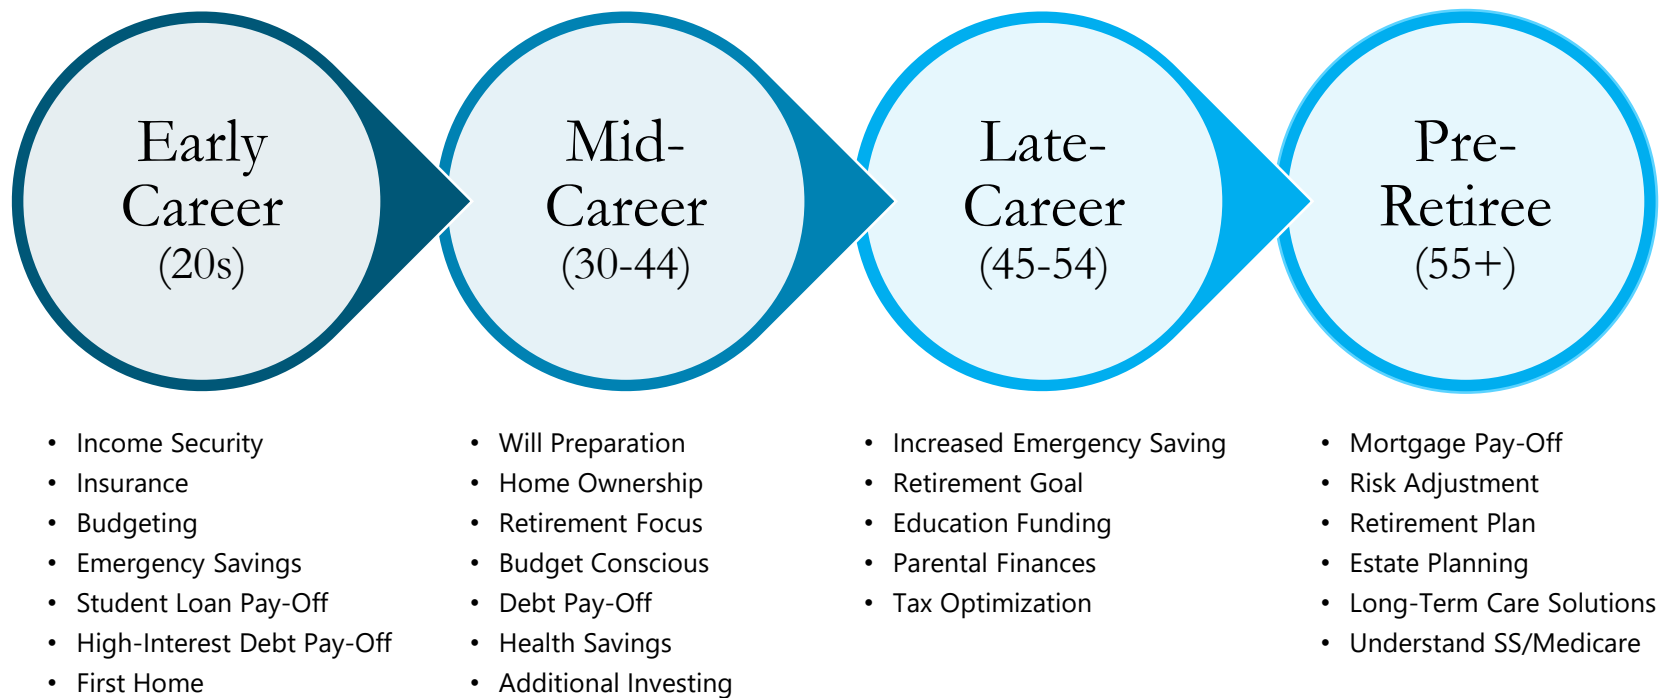 Early
Career
(20s)
Mid-
Career
(30-44)
Late-
Career
(45-54)
Pre-
Retiree
(55+)
• Income Security
• Insurance
• Budgeting
• Emergency Savings
• Student Loan Pay-Off
• High-Interest Debt Pay-Off
• First Home
• Will Preparation
• Home Ownership
• Retirement Focus
• Budget Conscious
• Debt Pay-Off
• Health Savings
• Additional Investing
• Increased Emergency Saving
• Retirement Goal
• Education Funding
• Parental Finances
• Tax Optimization
• Mortgage Pay-Off
• Risk Adjustment
• Retirement Plan
• Estate Planning
• Long-Term Care Solutions
• Understand SS/Medicare